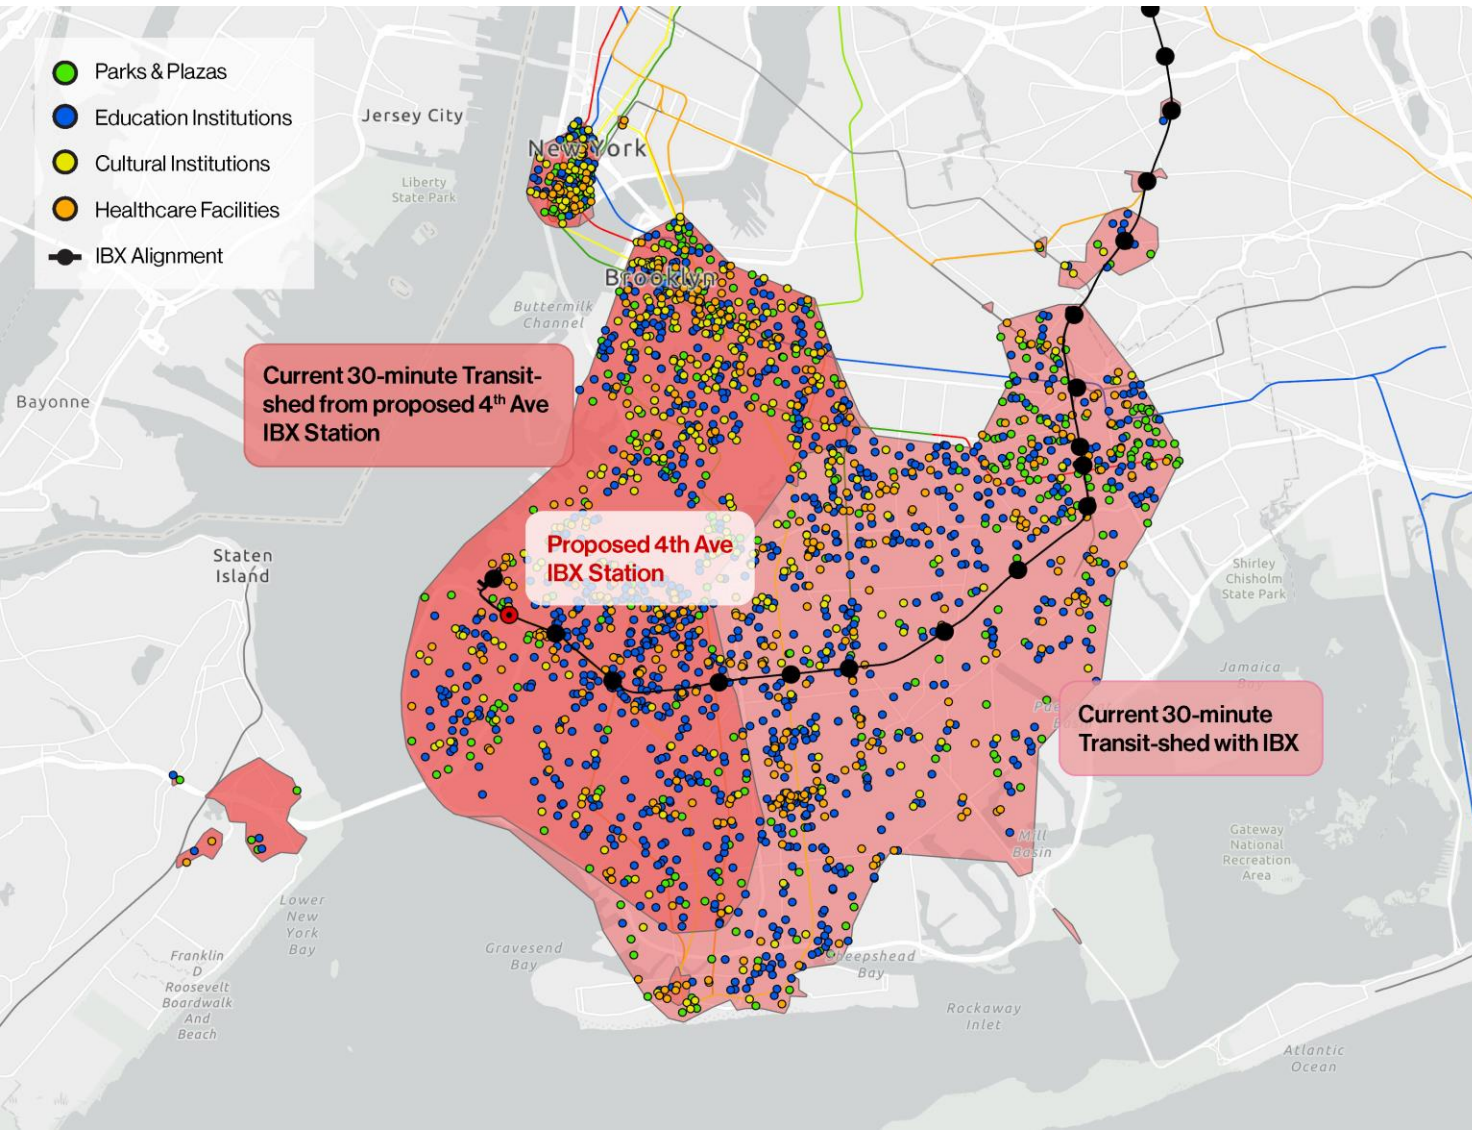 Parks & Plazas
Education Institutions
Cultural Institutions
Healthcare Facilities
IBX Alignment
Jersey City
Liberty
State Park
New York
Brooklyn
Buttermilk
Channel
Bayonne
Current 30-minute Transit-
shed from proposed 4th Ave
IBX Station
Proposed 4th Ave
IBX Station
Staten
Island
Shirley
Chisholm
State Park
Jamaica
Bay
Current 30-minute
Transit-shed with IBX
Mill
Basin
Gateway
National
Recreation
Area
Lower
New
York
Bay
Gravesend
Bay
Sheepshead
Bay
Franklin
D
Roosevelt
Boardwalk
And
Beach
Rockaway
Inlet
Atlantic
Ocean